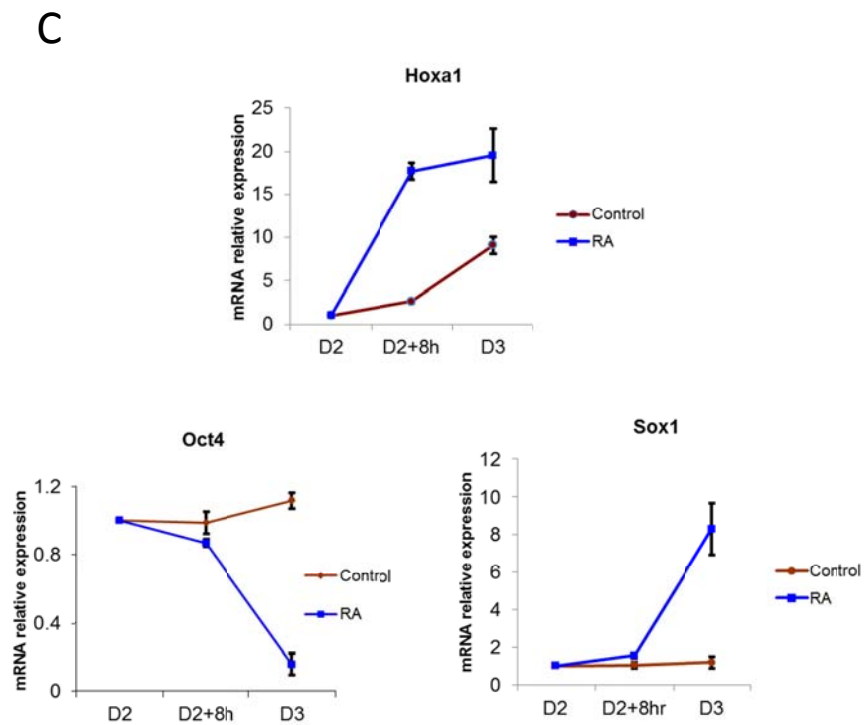 C
Hoxa1
mRNA relative expression
25
20
15
10
5
0
D2
D2+8h
D3
Control
RA
Oct4
mRNA relative expression
1.2
0.8
0.4
0
D2
D2+8h
D3
Control
RA
Sox1
mRNA relative expression
12
10
8
6
4
2
0
D2
D2+8hr
D3
Control
RA